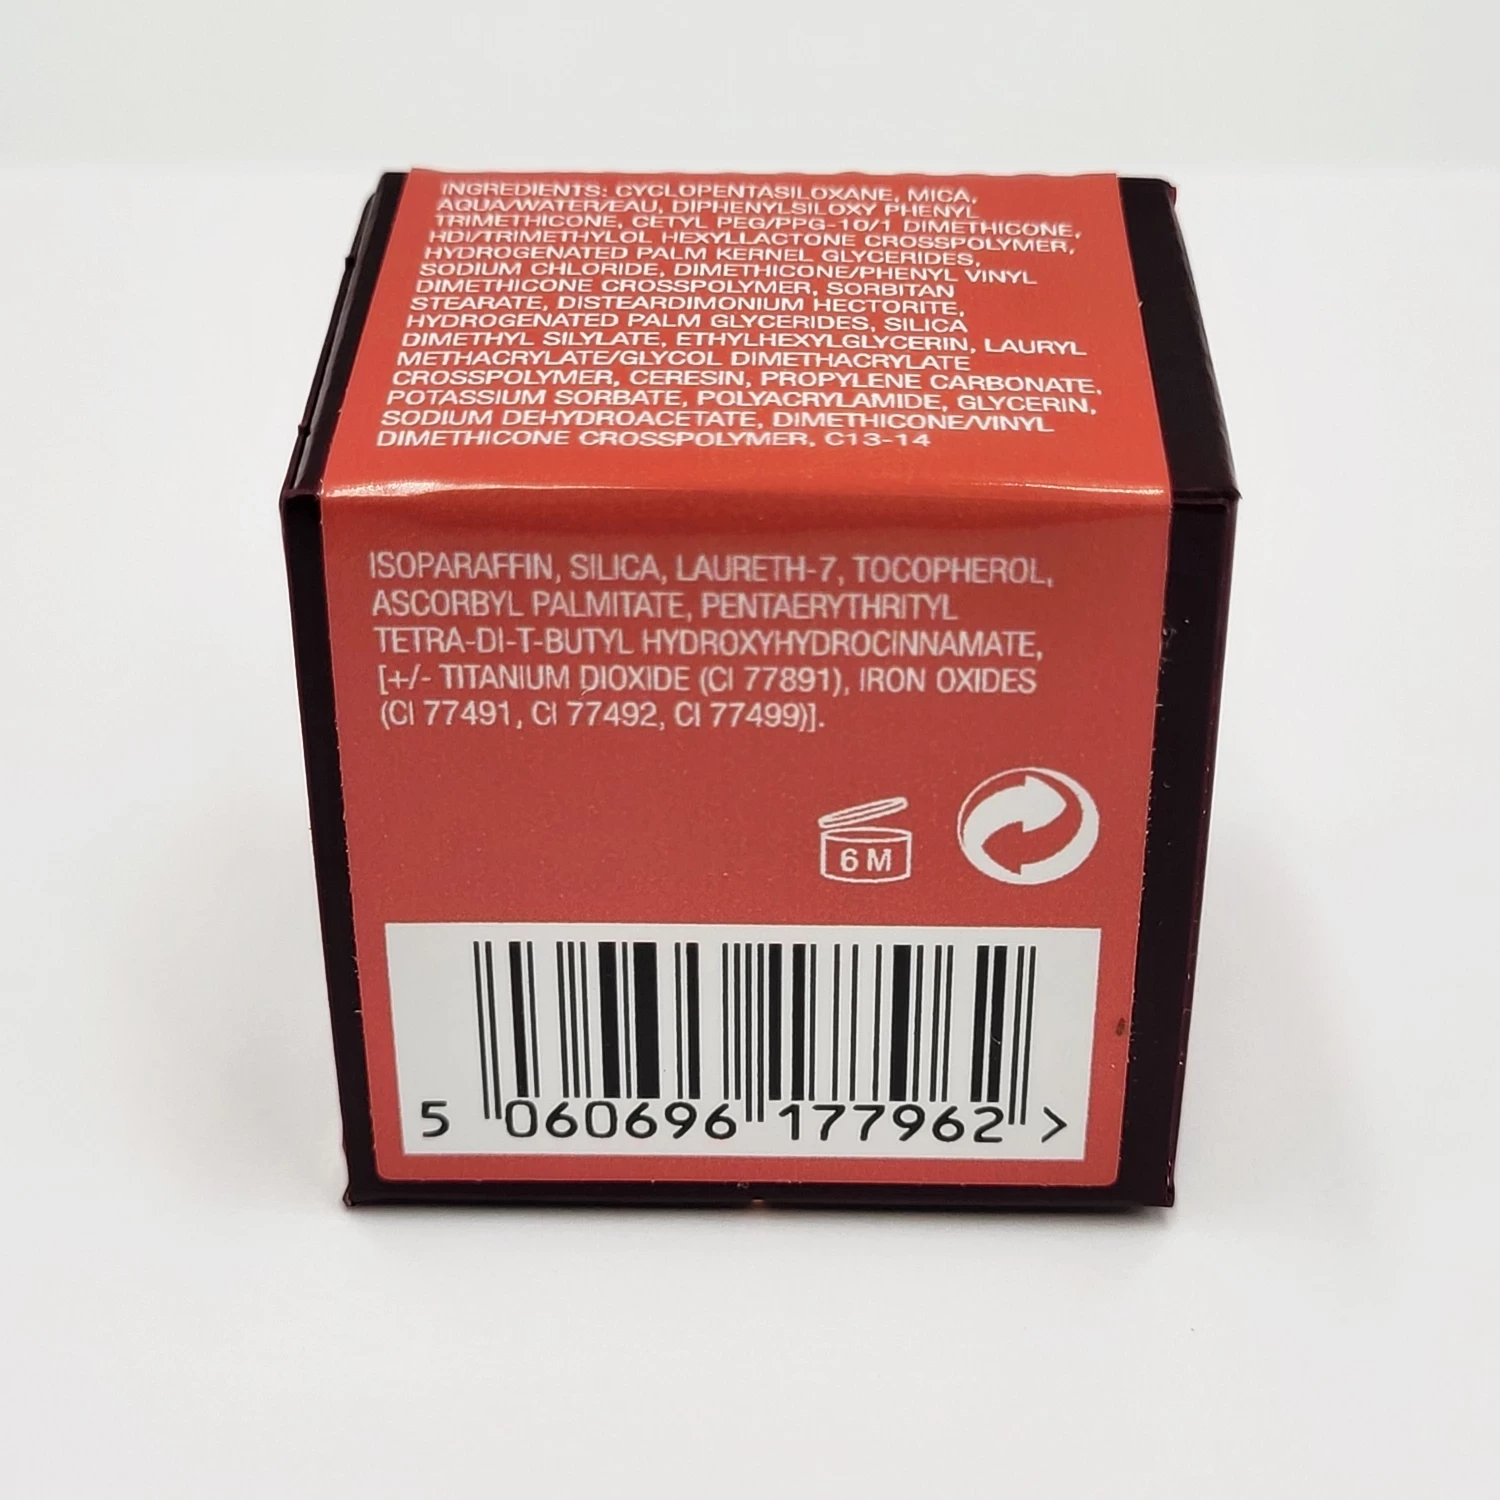 INGREDIENTS: CYCLOPENTASILOXANE, MICA,
AQUA/WATER/EAU, DIPHENYLSILOXY PHENYL
TRIMETHICONE, CETYL PEG/PPG-10/1 DIMETHICONE,
HDI/TRIMETHYLOL HEXYLLACTONE CROSSPOLYMER,
HYDROGENATED PALM KERNEL GLYCERIDES,
SODIUM CHLORIDE, DIMETHICONE/PHENYL VINYL
DIMETHICONE CROSSPOLYMER, SORBITAN
STEARATE, DISTEARDIMONIUM HECTORITE,
HYDROGENATED PALM GLYCERIDES, SILICA
DIMETHYL SILYLATE, ETHYLHEXYLGLYCERIN, LAURYL
METHACRYLATE/GLYCOL DIMETHACRYLATE
CROSSPOLYMER, CERESIN, PROPYLENE CARBONATE,
POTASSIUM SORBATE, POLYACRYLAMIDE, GLYCERIN,
SODIUM DEHYDROACETATE, DIMETHICONE/VINYL
DIMETHICONE CROSSPOLYMER, C13-14
ISOPARAFFIN, SILICA, LAURETH-7, TOCOPHEROL,
ASCORBYL PALMITATE, PENTAERYTHRITYL
TETRA-DI-T-BUTYL HYDROXYHYDROCINNAMATE,
[+/- TITANIUM DIOXIDE (CI 77891), IRON OXIDES
(CI 77491, CI 77492, CI 77499)].
6 M
5 060696 177962 >